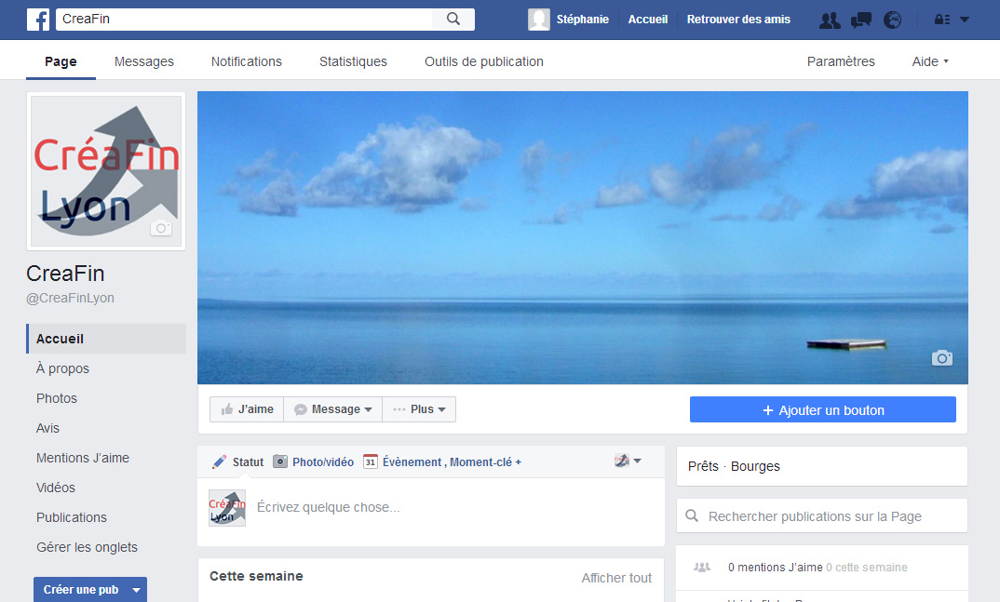 CreaFin
Stéphanie Accueil Retrouver des amis
Page Messages Notifications Statistiques Outils de publication Paramètres Aide
CréaFin
Lyon
CreaFin
@CreaFinLyon
Accueil
À propos
Photos
Avis
Mentions J’aime
Vidéos
Publications
Gérer les onglets
Créer une pub
J’aime Message Plus
+ Ajouter un bouton
Statut Photo/vidéo 31 Évènement , Moment-clé +
CréaFin
Lyon
Écrivez quelque chose...
Cette semaine Afficher tout
Prêts · Bourges
Rechercher publications sur la Page
0 mentions J’aime 0 cette semaine